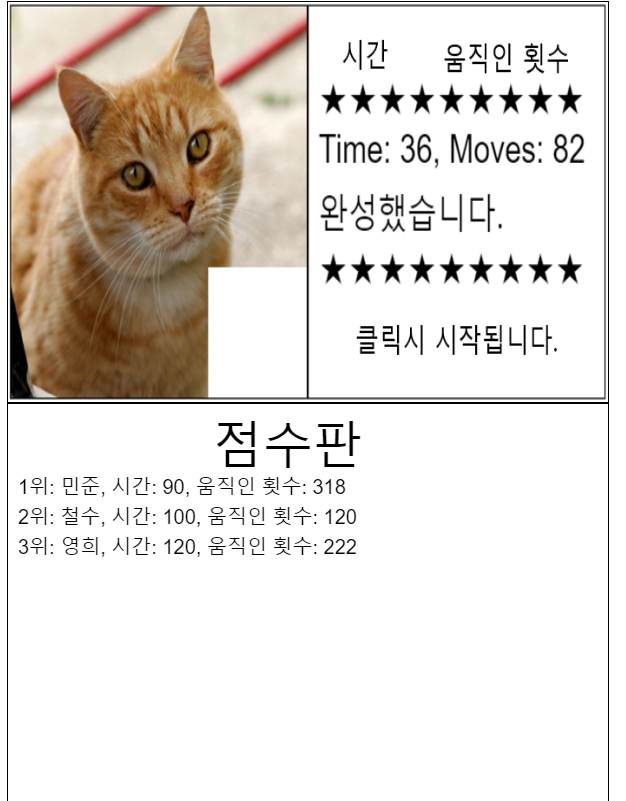 시간 움직인 횟수
★★★★★★★★★
Time: 36, Moves: 82
완성했습니다.
★★★★★★★★★
클릭시 시작됩니다.
점수판
1위: 민준, 시간: 90, 움직인 횟수: 318
2위: 철수, 시간: 100, 움직인 횟수: 120
3위: 영희, 시간: 120, 움직인 횟수: 222